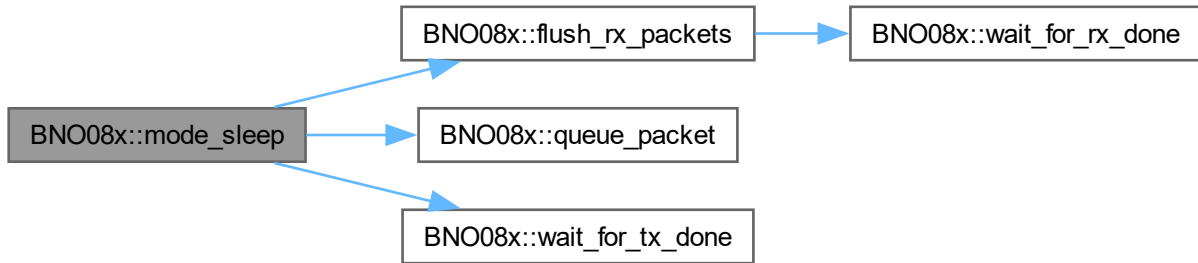 BNO08x::flush_rx_packets
BNO08x::wait_for_rx_done
BNO08x::mode_sleep
BNO08x::queue_packet
BNO08x::wait_for_tx_done